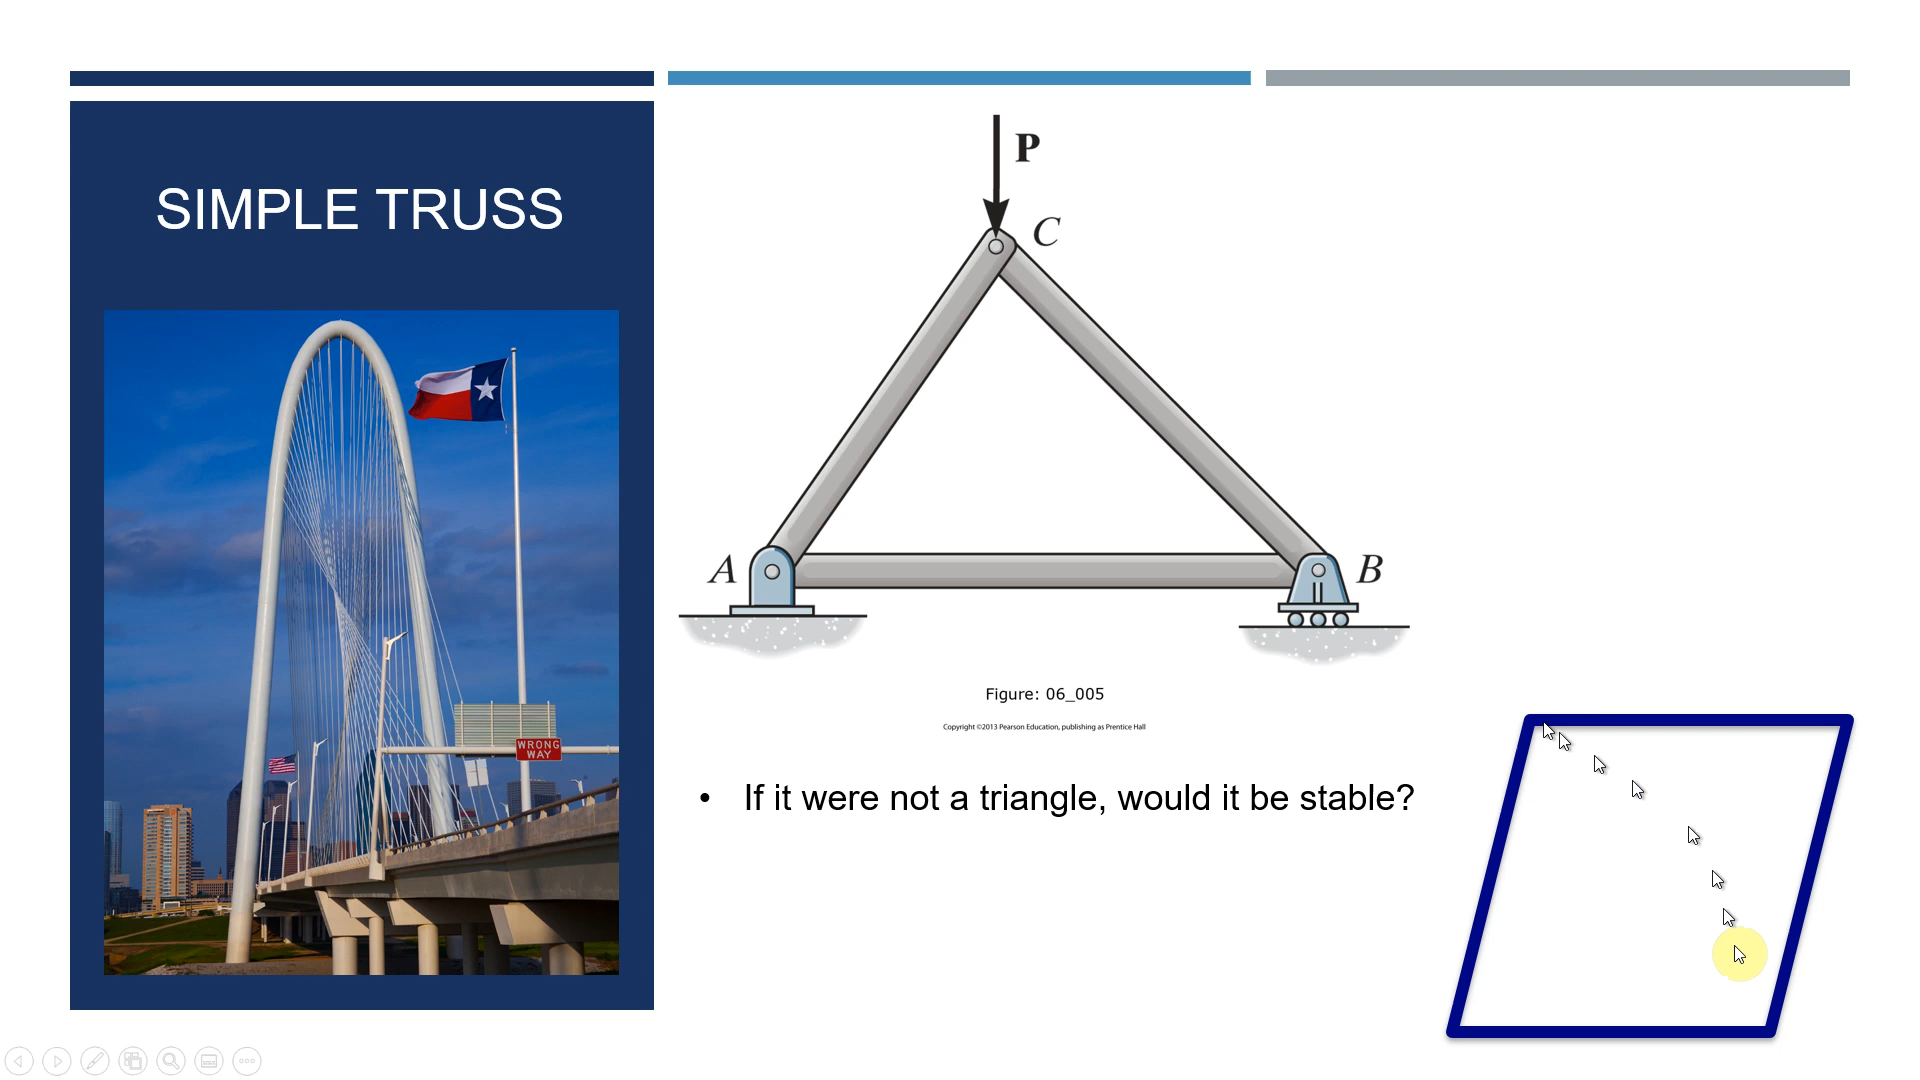 SIMPLE TRUSS
WRONG
WAY
P
C
A
B
Figure: 06_005
Copyright ©2013 Pearson Education, publishing as Prentice Hall
• If it were not a triangle, would it be stable?